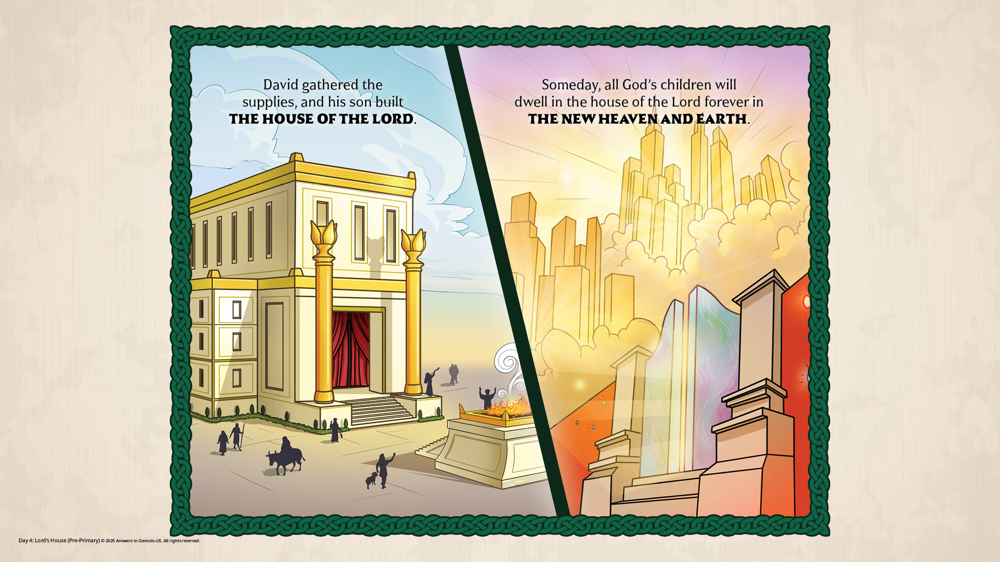 David gathered the
supplies, and his son built
THE HOUSE OF THE LORD.
Someday, all God’s children will
dwell in the house of the Lord forever in
THE NEW HEAVEN AND EARTH.
Day 4: Lord's House (Pre-Primary) © 2025 Answers in Genesis–US. All rights reserved.